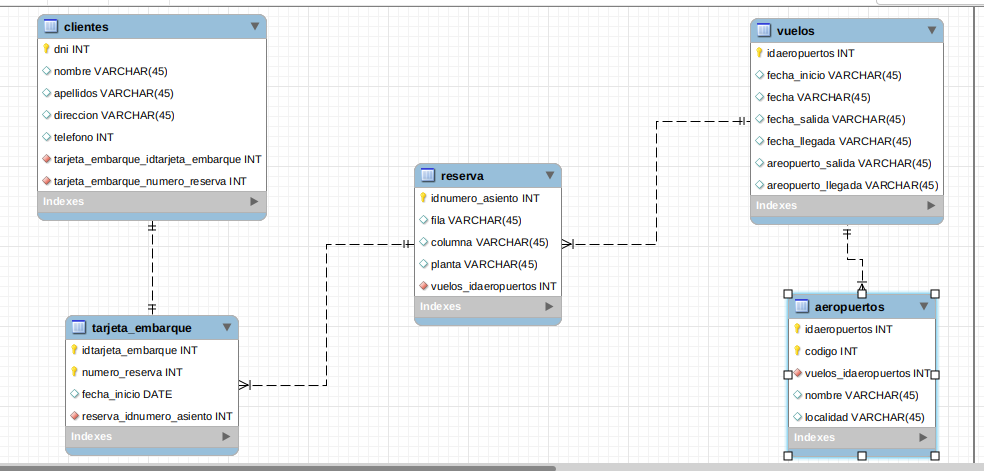 clientes
dni INT
nombre VARCHAR(45)
apellidos VARCHAR(45)
direccion VARCHAR(45)
telefono INT
tarjeta_embarque_idtarjeta_embarque INT
tarjeta_embarque_numero_reserva INT
Indexes
tarjeta_embarque
idtarjeta_embarque INT
numero_reserva INT
fecha_inicio DATE
reserva_idnumero_asiento INT
Indexes
reserva
idnumero_asiento INT
fila VARCHAR(45)
columna VARCHAR(45)
planta VARCHAR(45)
vuelos_idaeropuertos INT
Indexes
vuelos
idaeropuertos INT
fecha_inicio VARCHAR(45)
fecha VARCHAR(45)
fecha_salida VARCHAR(45)
fecha_llegada VARCHAR(45)
areopuerto_salida VARCHAR(45)
areopuerto_llegada VARCHAR(45)
Indexes
aeropuertos
idaeropuertos INT
codigo INT
vuelos_idaeropuertos INT
nombre VARCHAR(45)
localidad VARCHAR(45)
Indexes